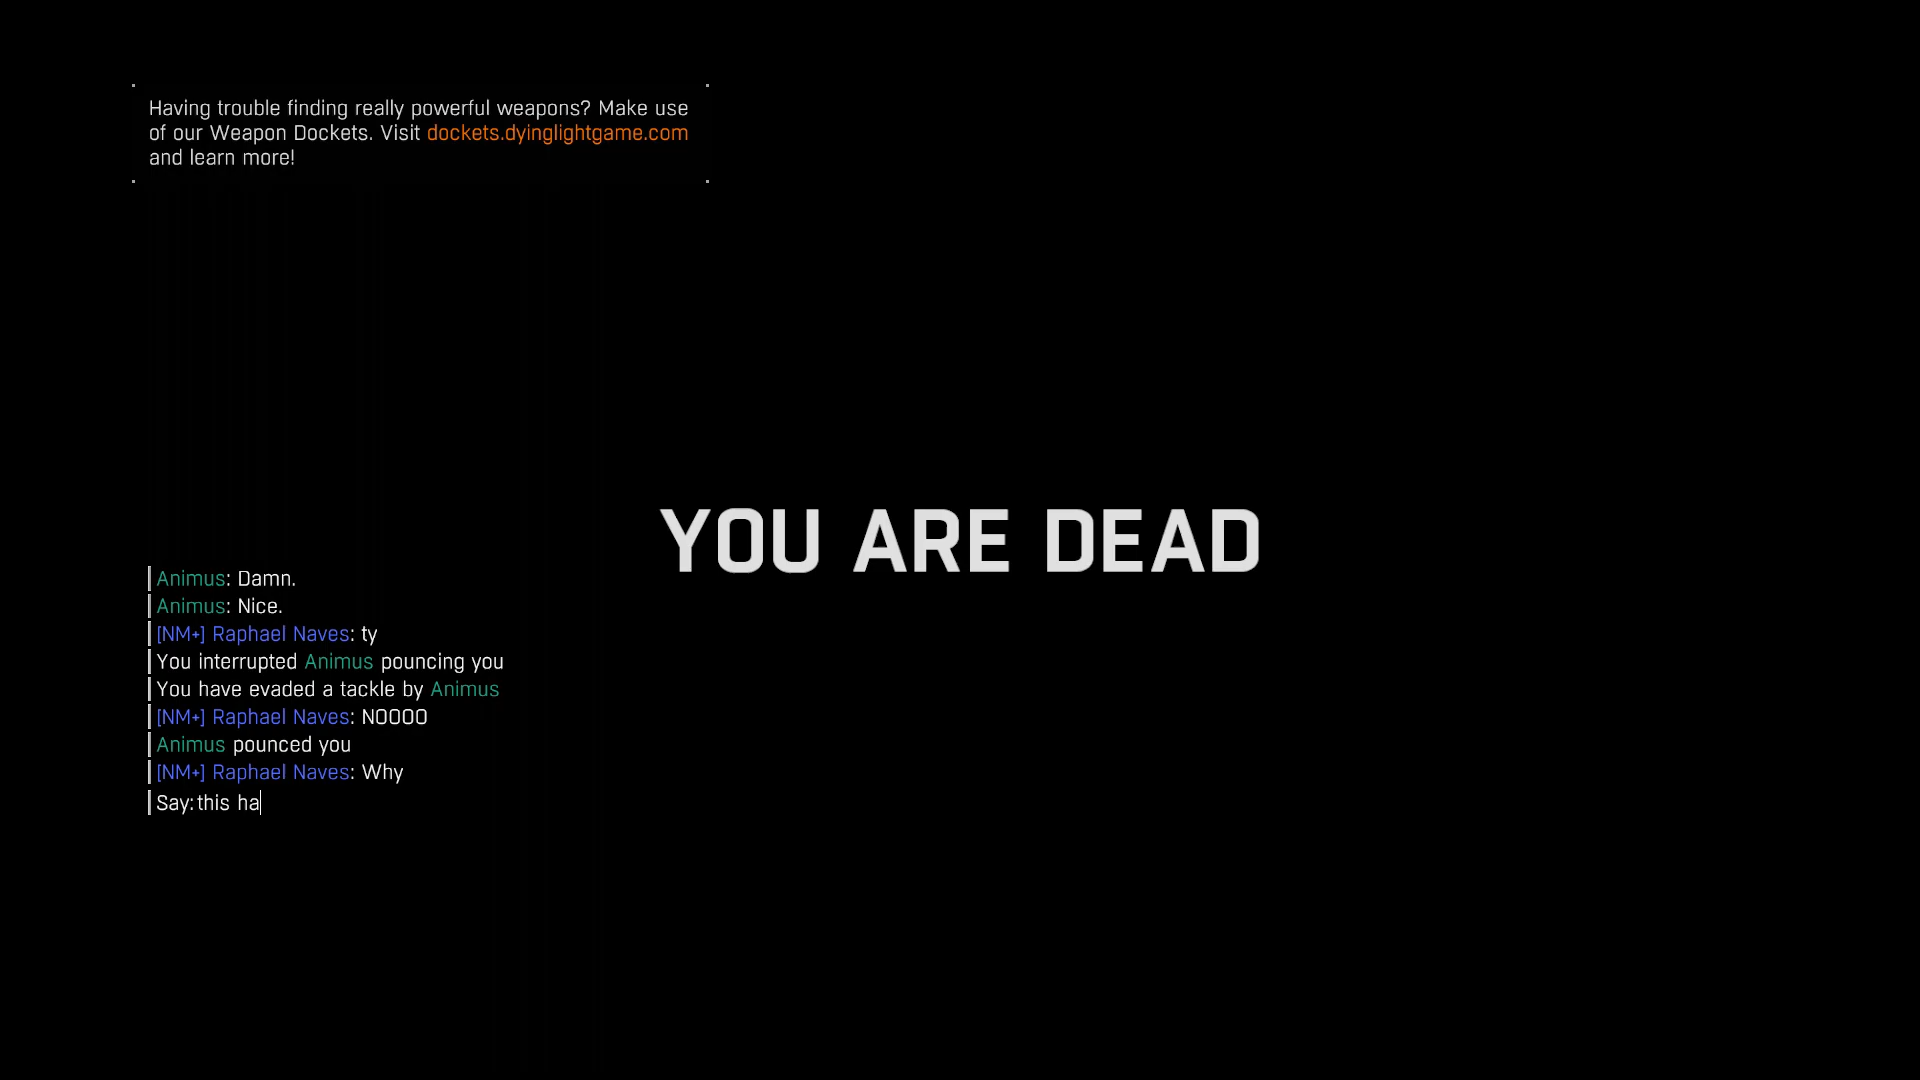 Having trouble finding really powerful weapons? Make use
of our Weapon Dockets. Visit dockets.dyinglightgame.com
and learn more!
YOU ARE DEAD
Animus: Damn.
Animus: Nice.
[NM+] Raphael Naves: ty
You interrupted Animus pouncing you
You have evaded a tackle by Animus
[NM+] Raphael Naves: NOOOO
Animus pounced you
[NM+] Raphael Naves: Why
Say: this ha